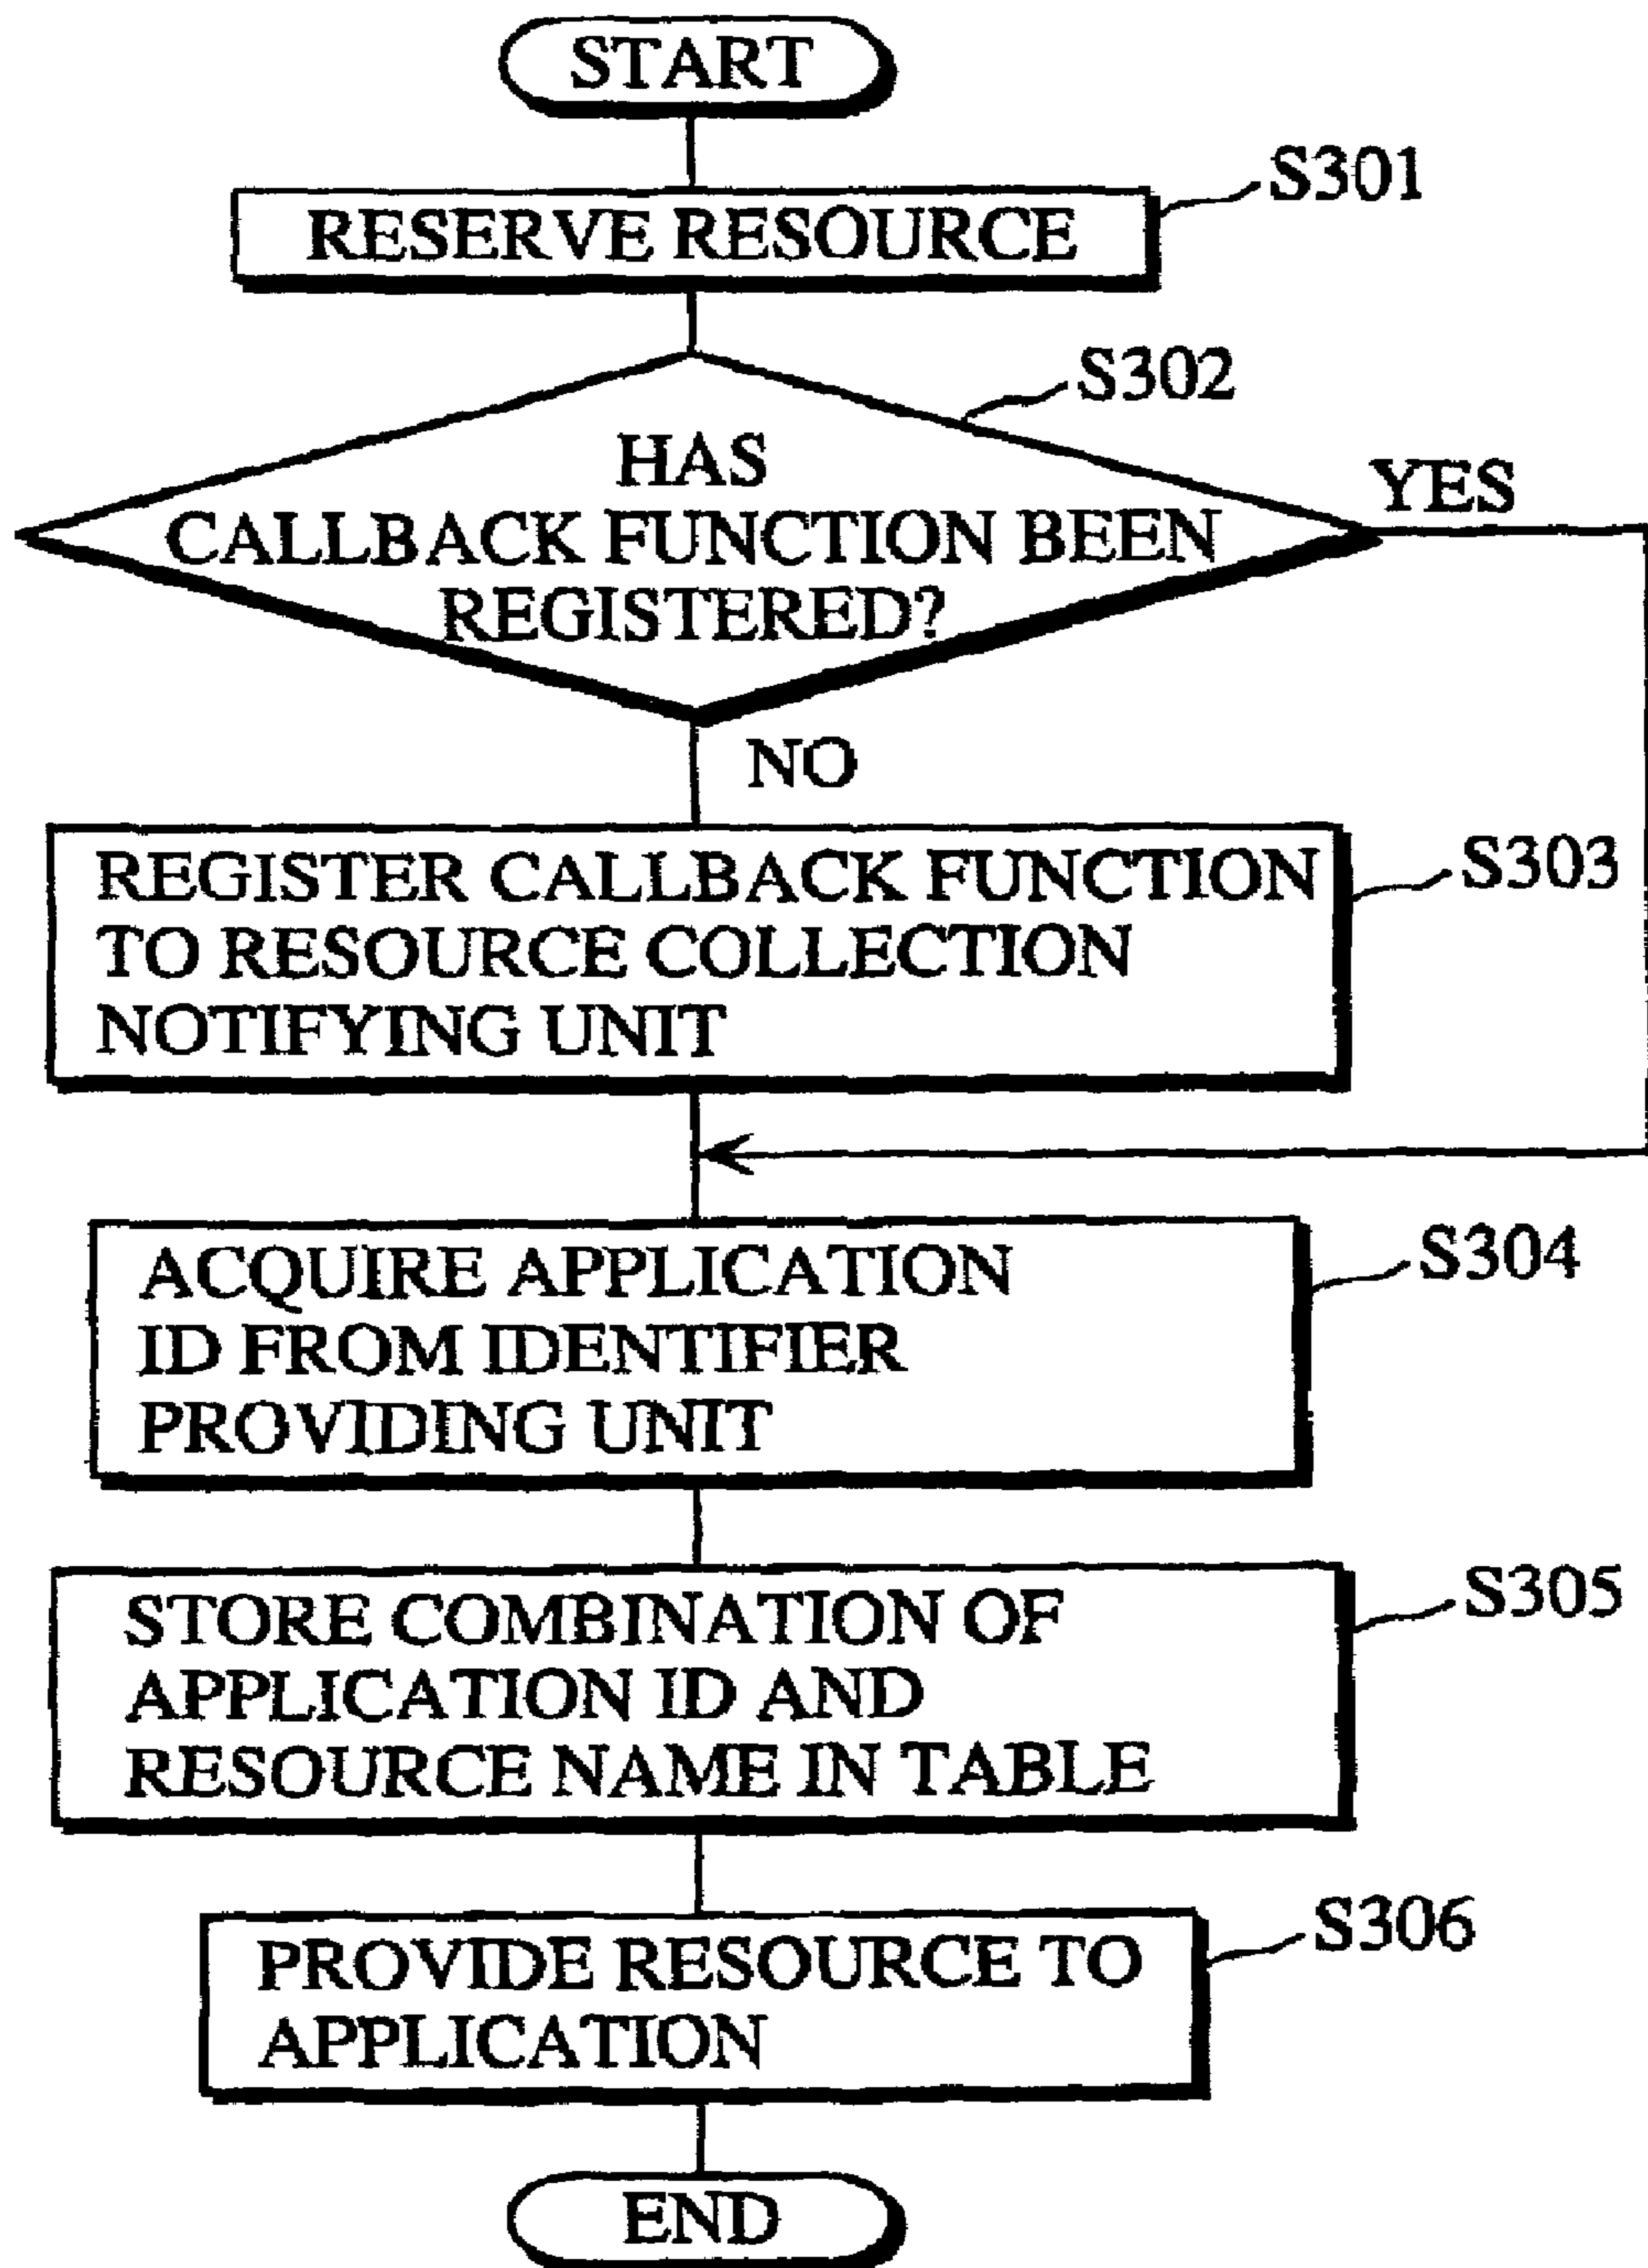 START
S301
RESERVE RESOURCE
S302
HAS
CALLBACK FUNCTION BEEN
REGISTERED?
YES
NO
REGISTER CALLBACK FUNCTION
TO RESOURCE COLLECTION
NOTIFYING UNIT
S303
ACQUIRE APPLICATION
ID FROM IDENTIFIER
PROVIDING UNIT
S304
STORE COMBINATION OF
APPLICATION ID AND
RESOURCE NAME IN TABLE
S305
PROVIDE RESOURCE TO
APPLICATION
S306
END